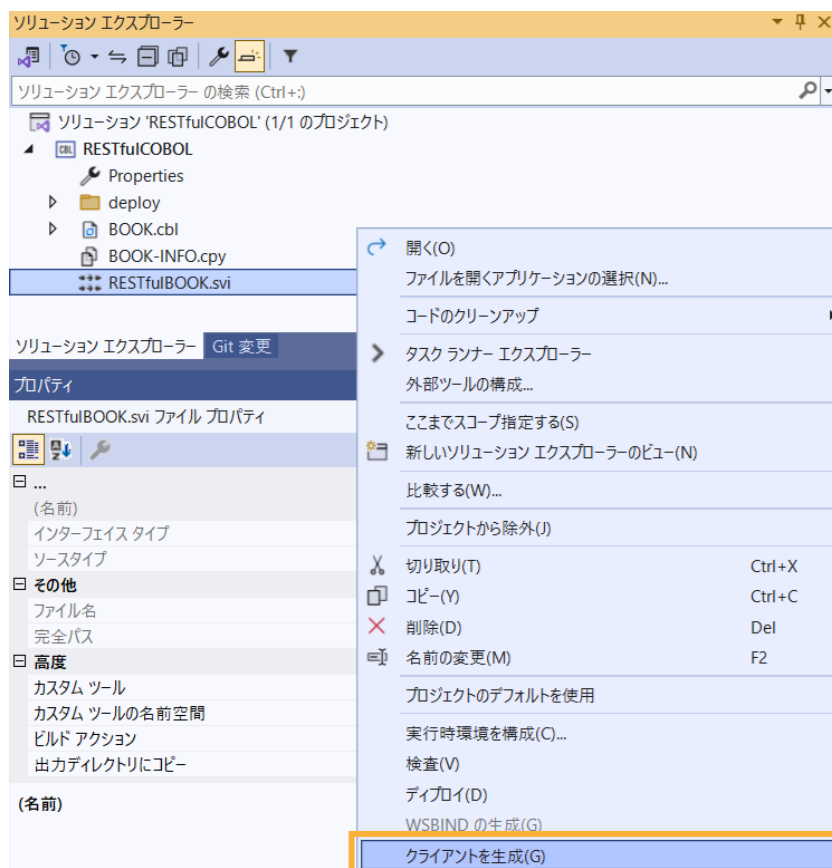 ソリューション エクスプローラー
ソリューション エクスプローラー の検索 (Ctrl+:)
ソリューション 'RESTfulCOBOL' (1/1 のプロジェクト)
CBL RESTfulCOBOL
Properties
deploy
BOOK.cbl
BOOK-INFO.cpy
RESTfulBOOK.svi
ソリューション エクスプローラー Git 変更
プロパティ
RESTfulBOOK.svi ファイル プロパティ
...
(名前)
インターフェイス タイプ
ソースタイプ
その他
ファイル名
完全パス
高度
カスタム ツール
カスタム ツールの名前空間
ビルド アクション
出力ディレクトリにコピー
(名前)
開く(O)
ファイルを開くアプリケーションの選択(N)...
コードのクリーンアップ
タスク ランナー エクスプローラー
外部ツールの構成...
ここまでスコープ指定する(S)
新しいソリューション エクスプローラーのビュー(N)
比較する(W)...
プロジェクトから除外(J)
切り取り(T) Ctrl+X
コピー(Y) Ctrl+C
削除(D) Del
名前の変更(M) F2
プロジェクトのデフォルトを使用
実行時環境を構成(C)...
検査(V)
ディプロイ(D)
WSBIND の生成(G)
クライアントを生成(G)